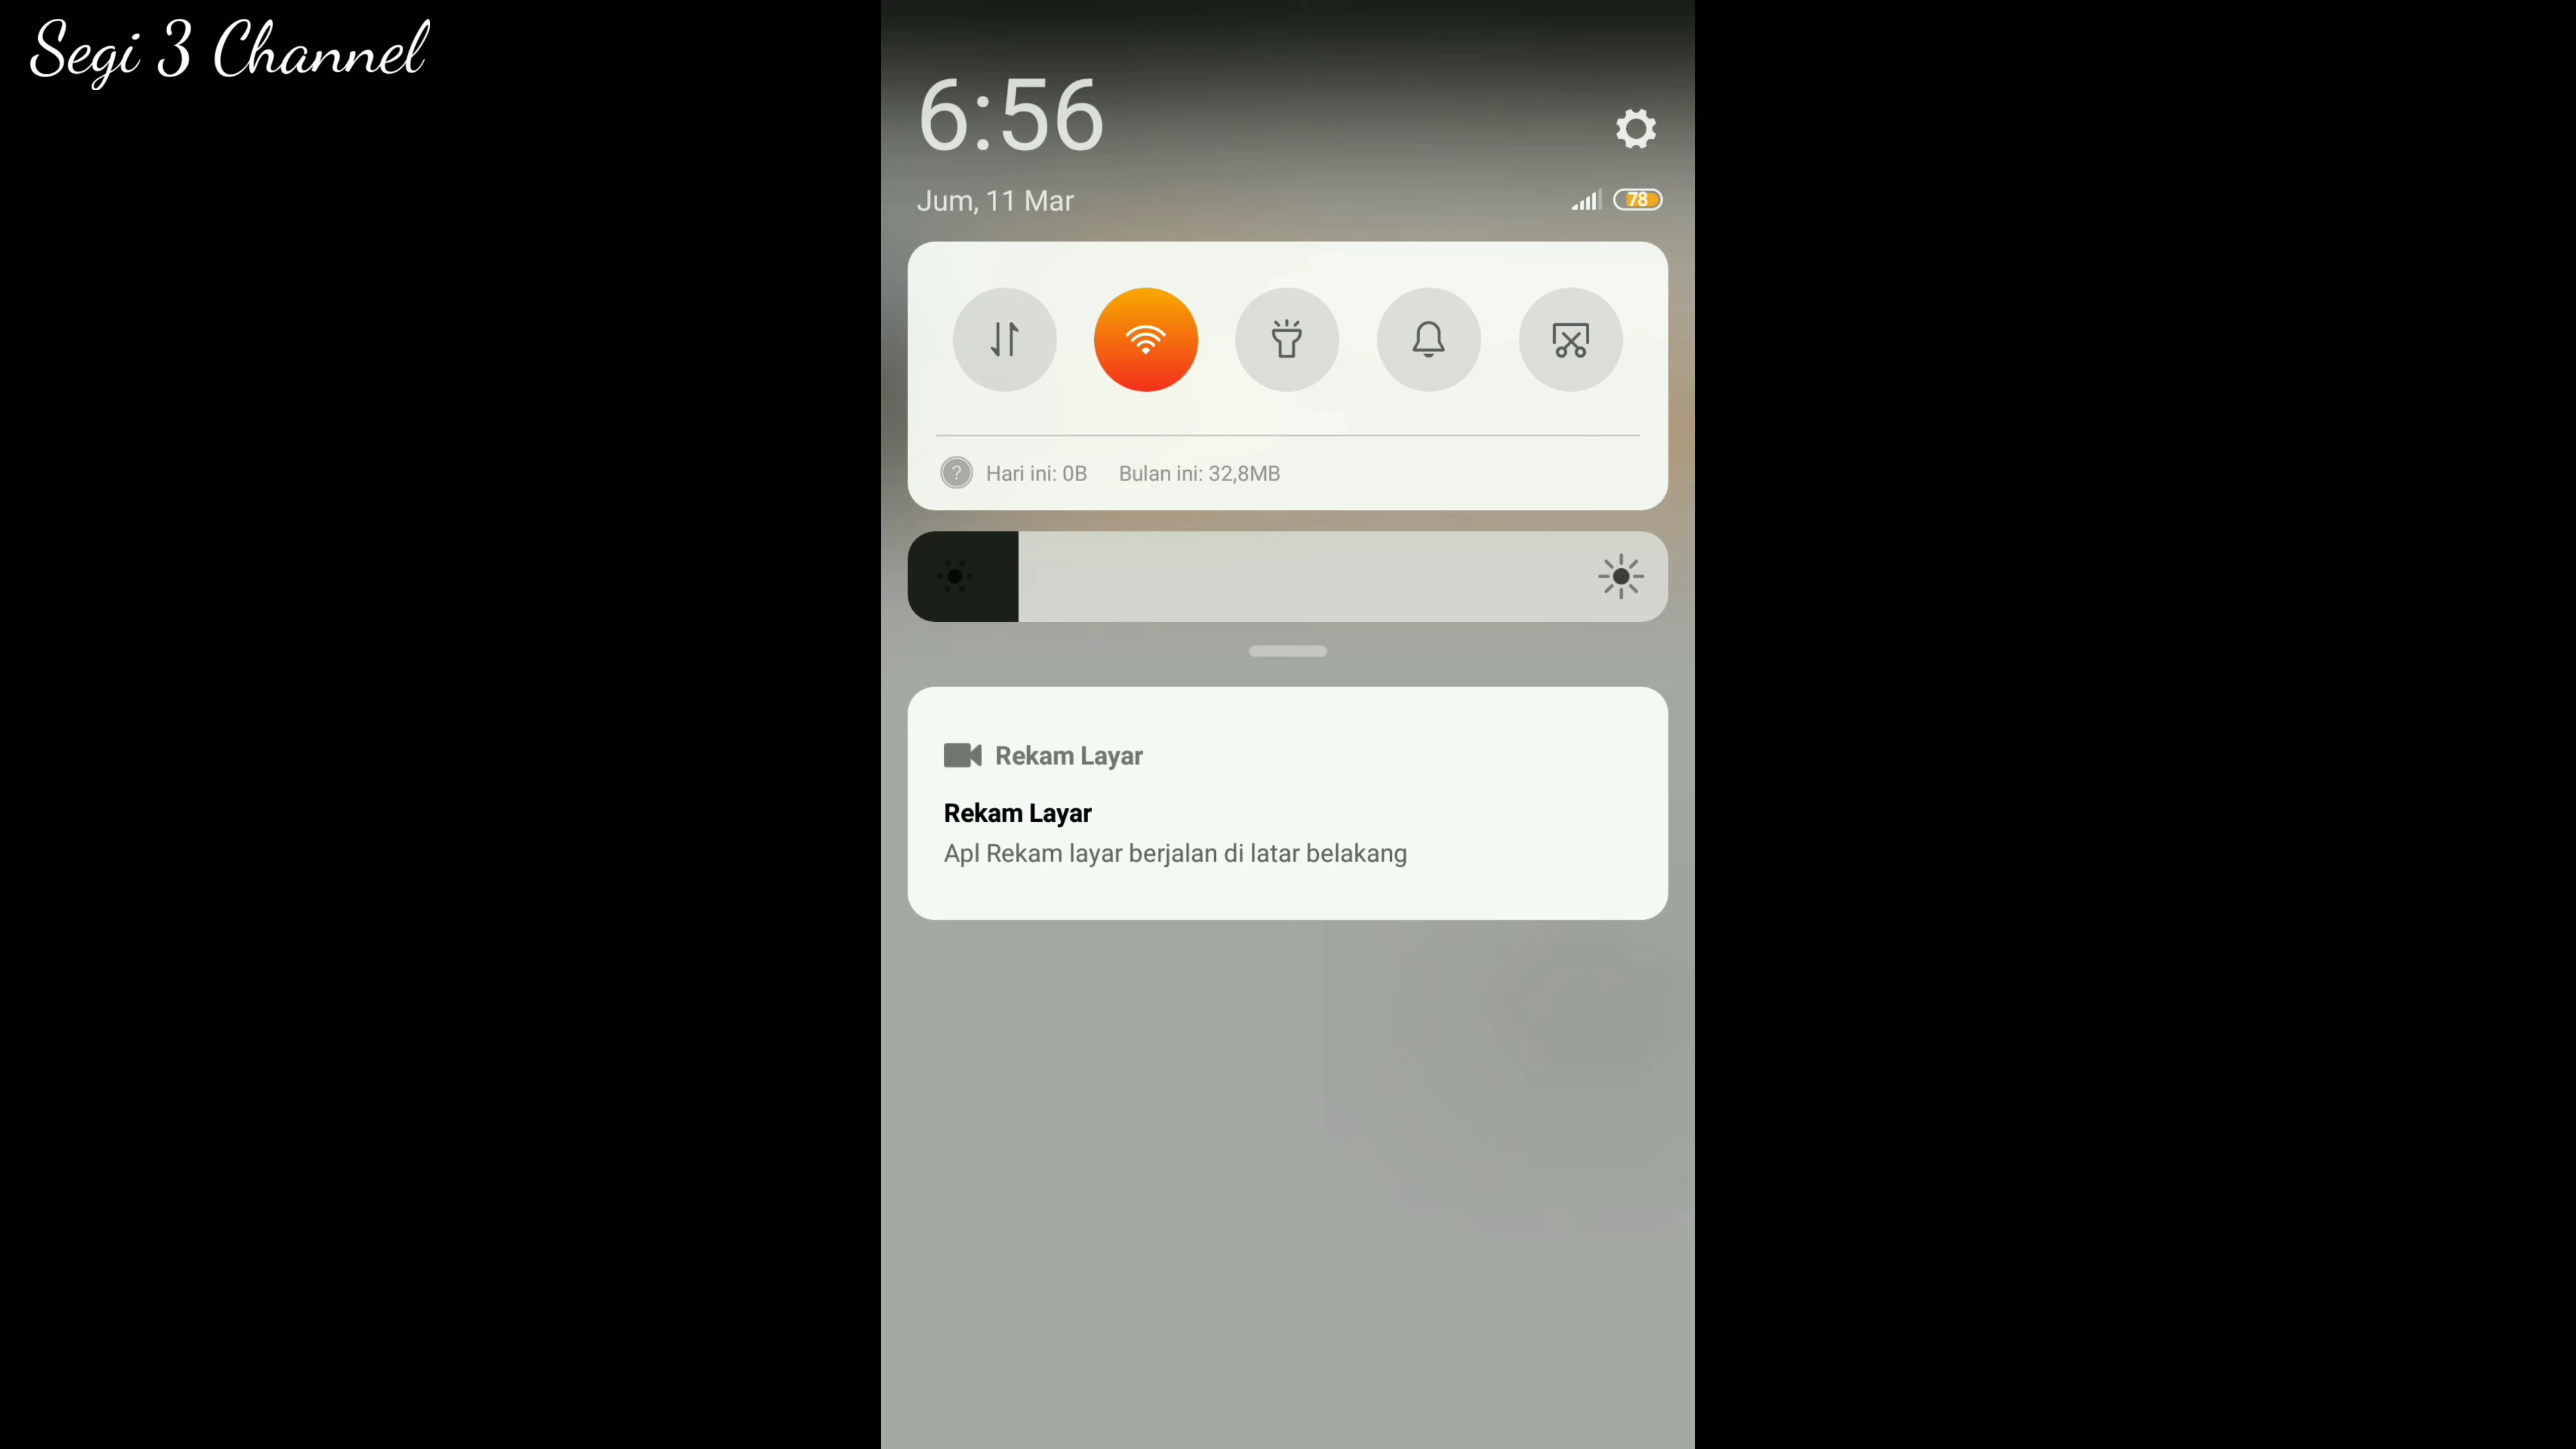 Segi 3 Channel
6:56
Jum, 11 Mar
78
? Hari ini: 0B Bulan ini: 32,8MB
Rekam Layar
Rekam Layar
Apl Rekam layar berjalan di latar belakang